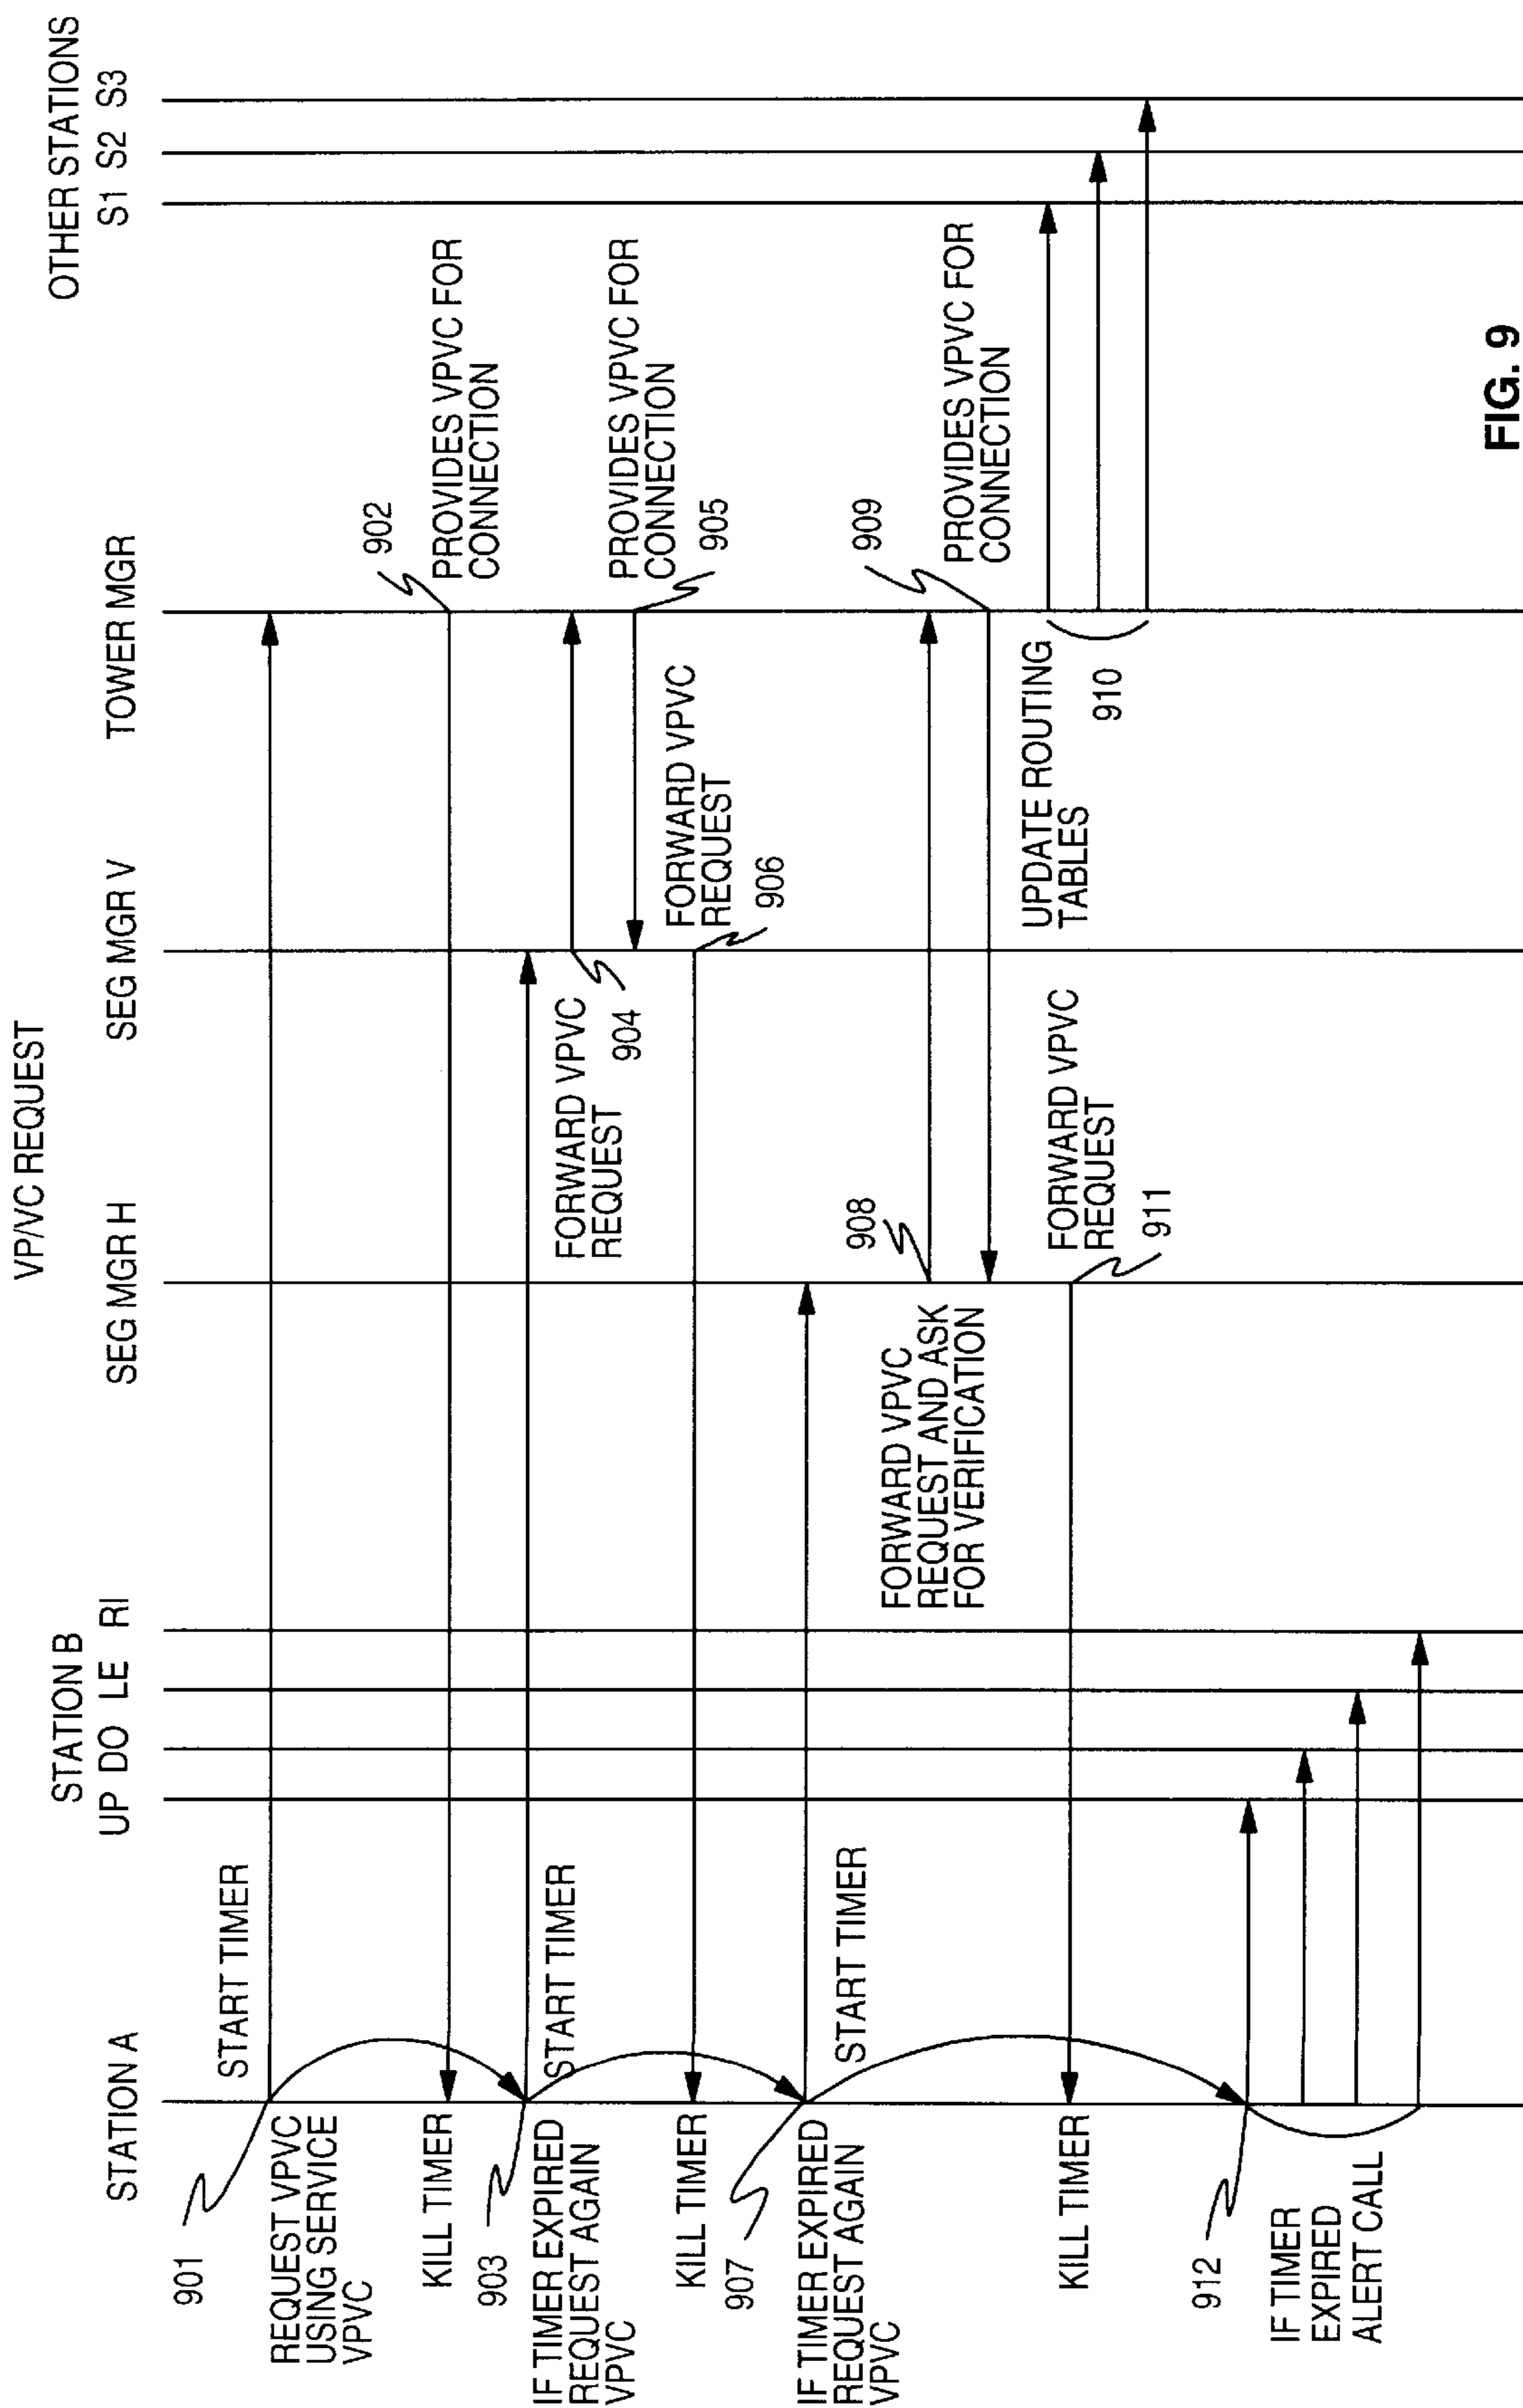 VP/VC REQUEST
STATION A
STATION B
UP DO LE RI
SEG MGR H
SEG MGR V
TOWER MGR
OTHER STATIONS
S1 S2 S3
901
START TIMER
REQUEST VPVC
USING SERVICE
VPVC
902
PROVIDES VPVC FOR
CONNECTION
KILL TIMER
903
START TIMER
IF TIMER EXPIRED
REQUEST AGAIN
VPVC
FORWARD VPVC
REQUEST
904
PROVIDES VPVC FOR
CONNECTION
905
FORWARD VPVC
REQUEST
906
KILL TIMER
907
START TIMER
IF TIMER EXPIRED
REQUEST AGAIN
VPVC
908
FORWARD VPVC
REQUEST AND ASK
FOR VERIFICATION
909
PROVIDES VPVC FOR
CONNECTION
UPDATE ROUTING
TABLES
910
FORWARD VPVC
REQUEST
911
KILL TIMER
912
IF TIMER
EXPIRED
ALERT CALL
FIG. 9